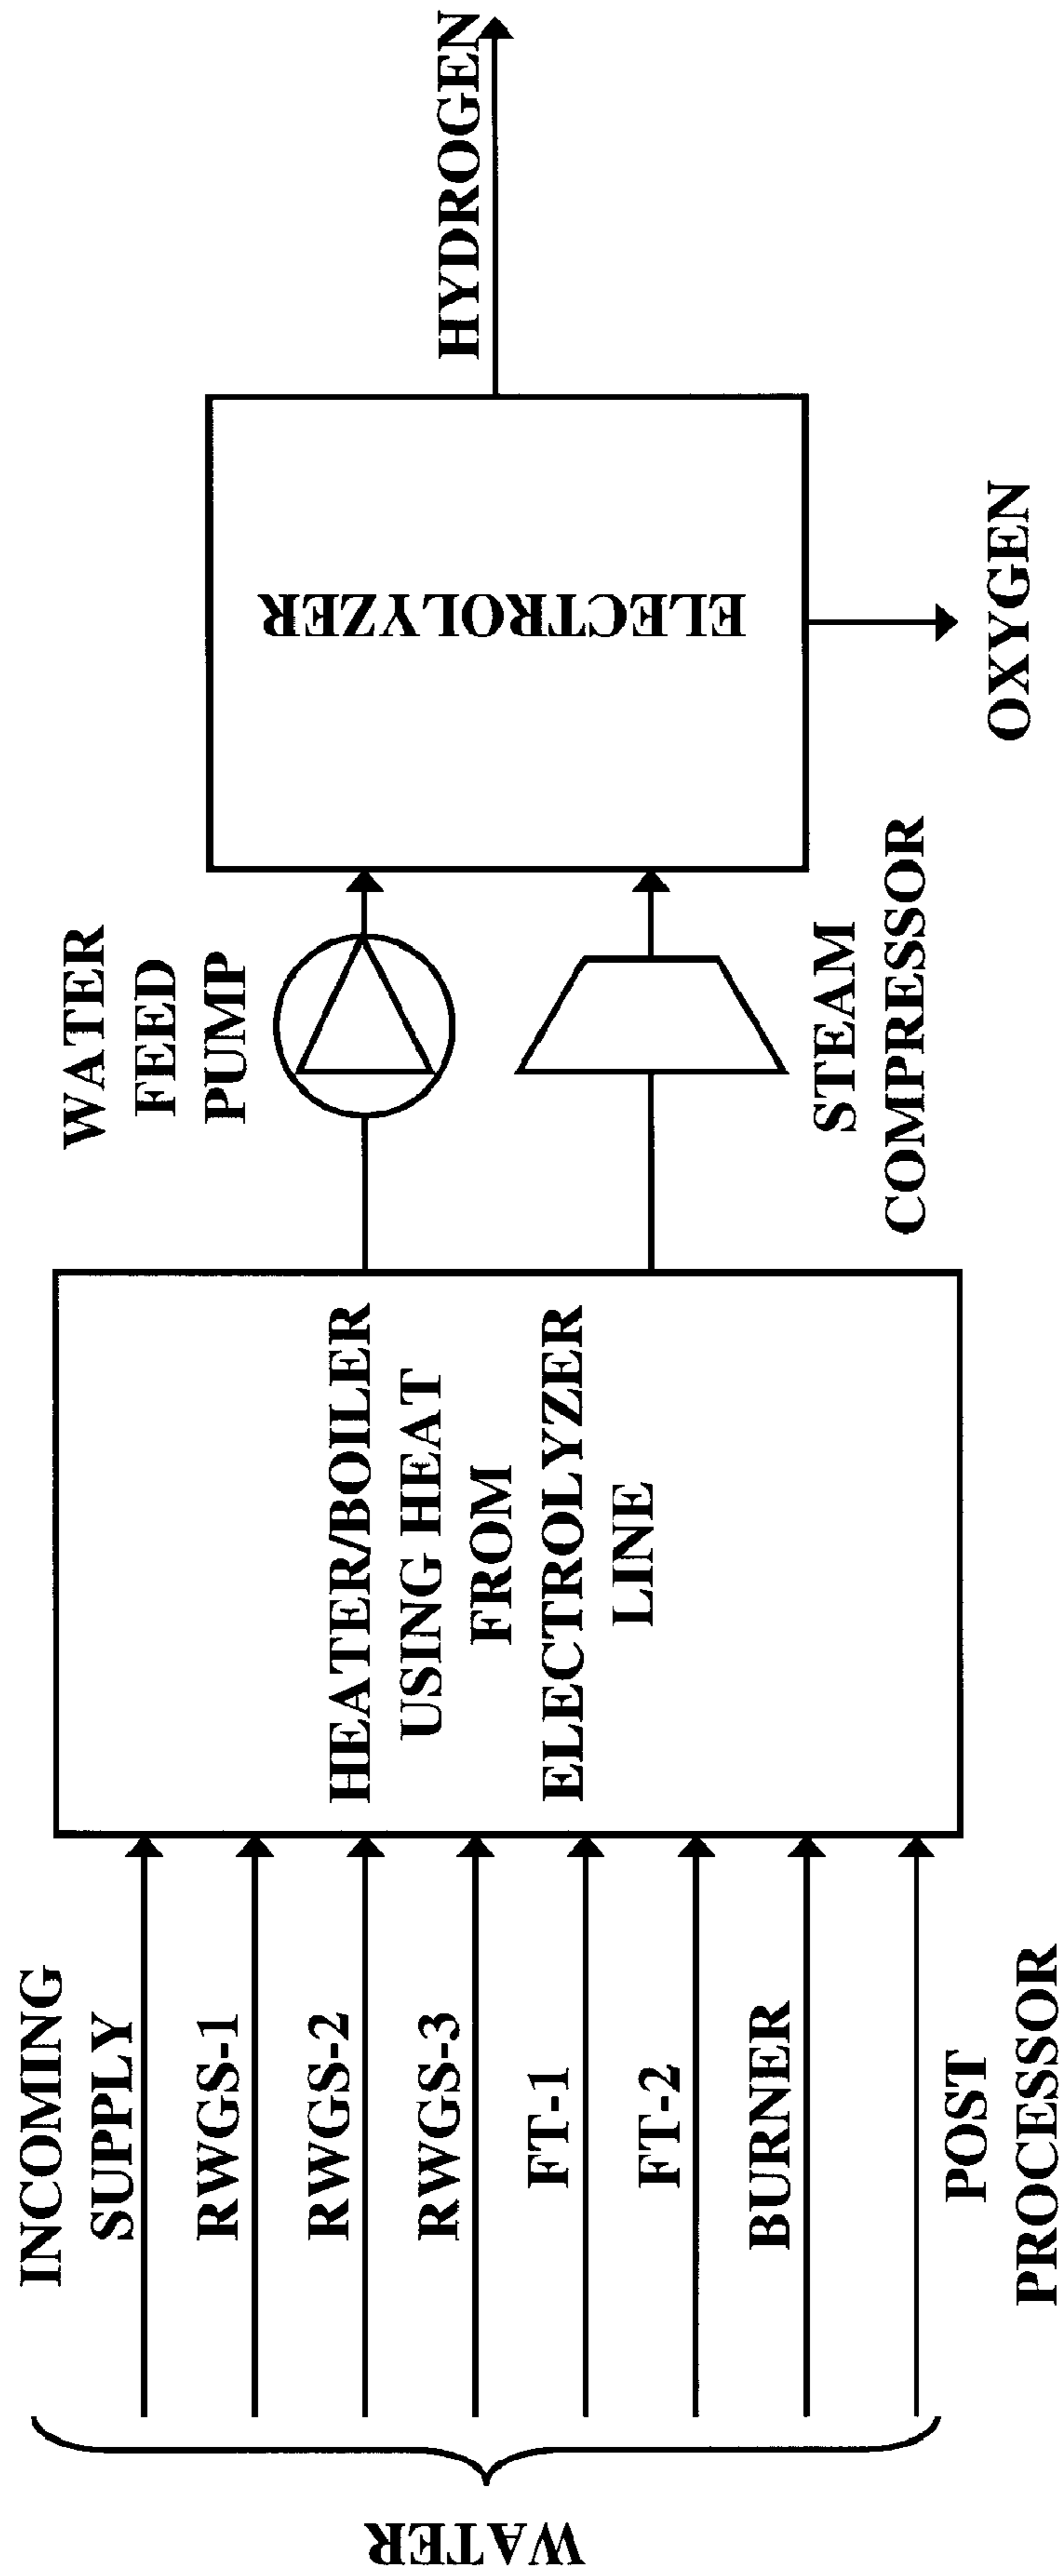 WATER
INCOMING
SUPPLY
RWGS-1
RWGS-2
RWGS-3
FT-1
FT-2
BURNER
POST
PROCESSOR
HEATER/BOILER
USING HEAT
FROM
ELECTROLYZER
LINE
WATER
FEED
PUMP
STEAM
COMPRESSOR
ELECTROLYZER
HYDROGEN
OXYGEN